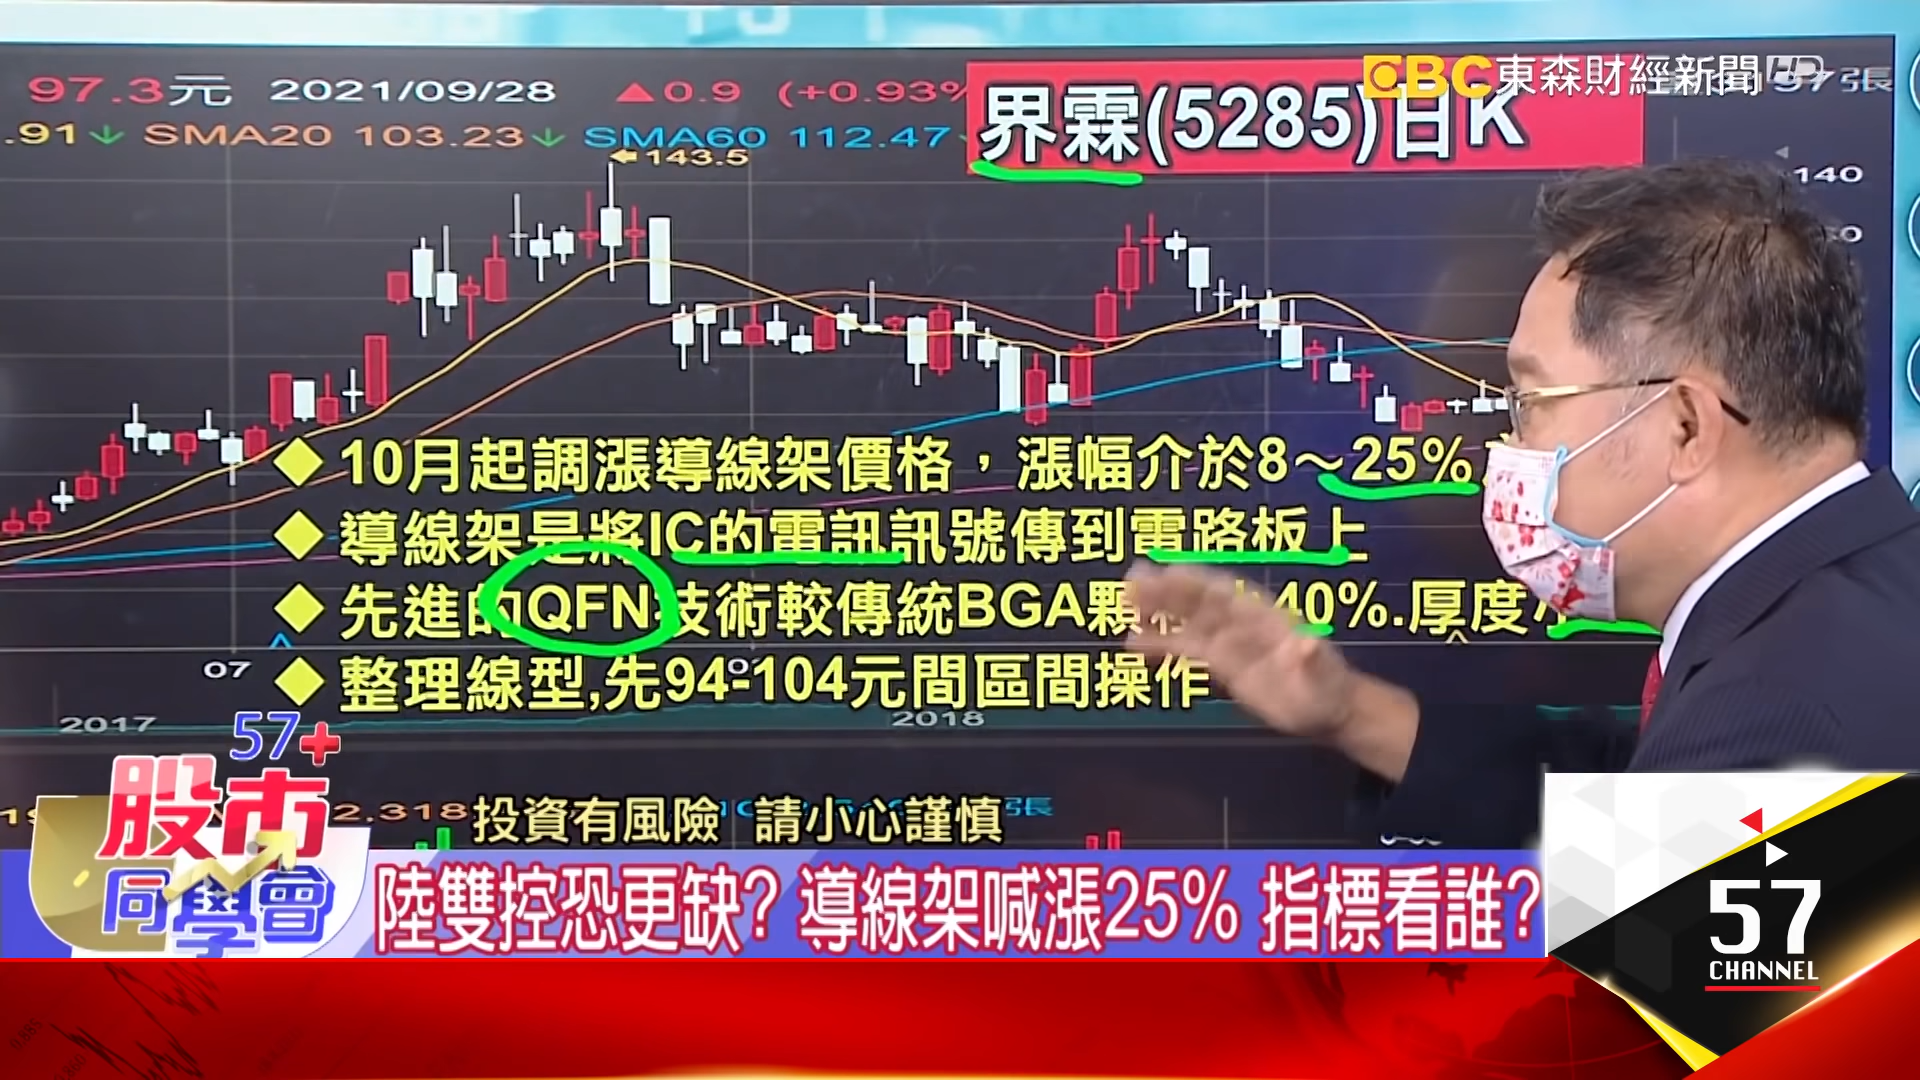 97.3元 2021/09/28 ▲0.9 (+0.93%
EBC 東森財經新聞 HD
張
界霖(5285)日K
.91↓ SMA20 103.23↓ SMA60 112.47
143.5
140
◆10月起調漲導線架價格，漲幅介於8～25%
◆導線架是將IC的電訊訊號傳到電路板上
◆先進的QFN技術較傳統BGA顆 40%.厚度
◆整理線型,先94-104元間區間操作
07
2017
2018
57+
股市
同學會
2.318
張
投資有風險 請小心謹慎
陸雙控恐更缺? 導線架喊漲25% 指標看誰?
57
CHANNEL